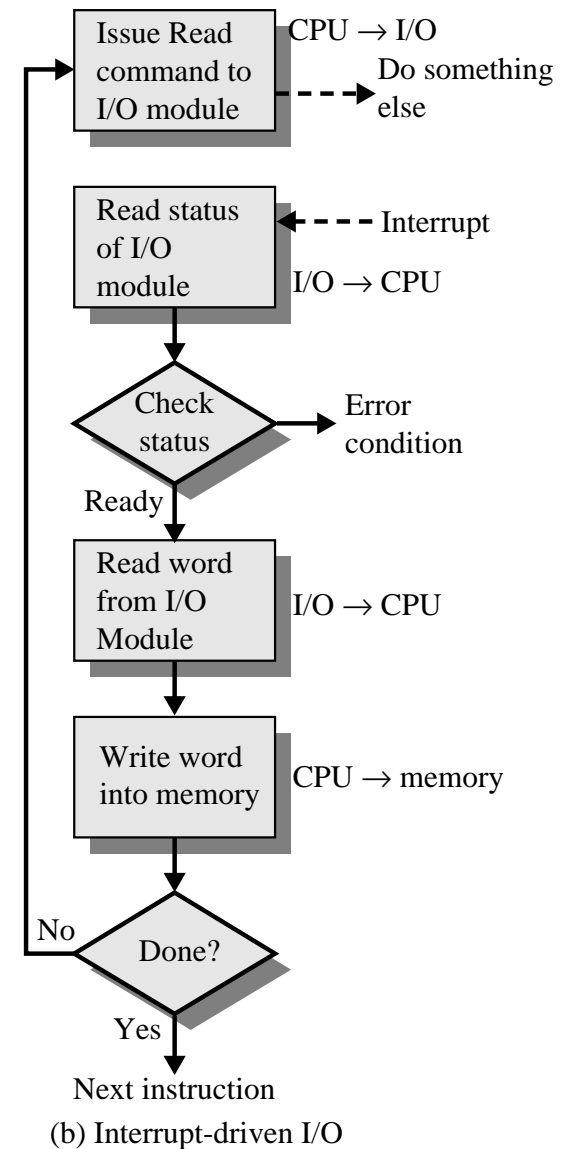 Issue Read
command to
I/O module
CPU → I/O
Do something
else
Read status
of I/O
module
Interrupt
I/O → CPU
Check
status
Error
condition
Ready
Read word
from I/O
Module
I/O → CPU
Write word
into memory
CPU → memory
No
Done?
Yes
Next instruction
(b) Interrupt-driven I/O